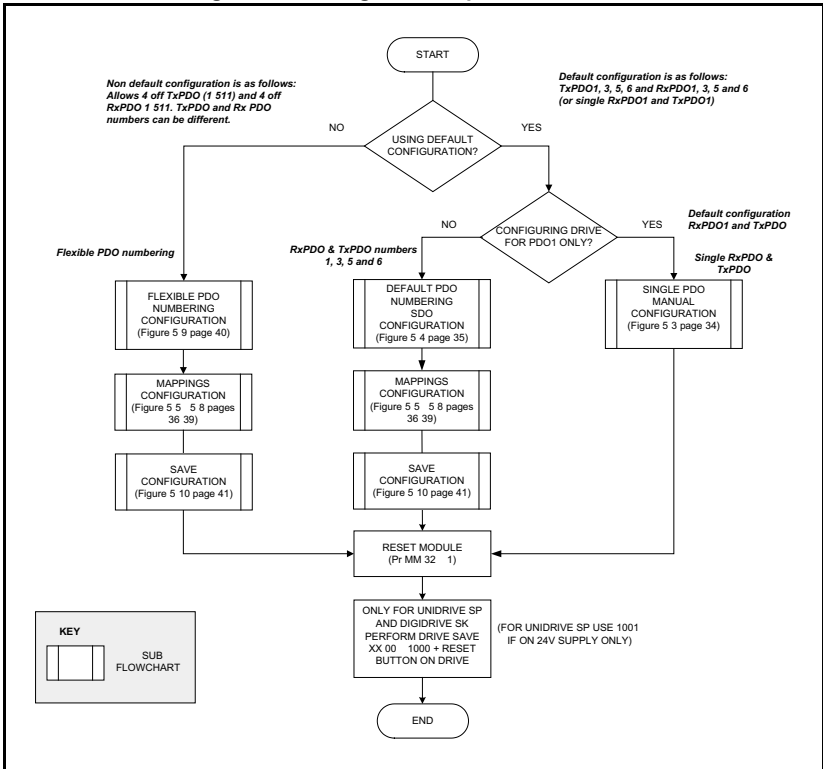 START
Non default configuration is as follows:
Allows 4 off TxPDO (1 511) and 4 off
RxPDO 1 511. TxPDO and Rx PDO
numbers can be different.
Default configuration is as follows:
TxPDO1, 3, 5, 6 and RxPDO1, 3, 5 and 6
(or single RxPDO1 and TxPDO1)
NO
USING DEFAULT
CONFIGURATION?
YES
Flexible PDO numbering
RxPDO & TxPDO numbers
1, 3, 5 and 6
NO
CONFIGURING DRIVE
FOR PDO1 ONLY?
YES
Default configuration
RxPDO1 and TxPDO
Single RxPDO &
TxPDO
FLEXIBLE PDO
NUMBERING
CONFIGURATION
(Figure 5 9 page 40)
DEFAULT PDO
NUMBERING
SDO
CONFIGURATION
(Figure 5 4 page 35)
SINGLE PDO
MANUAL
CONFIGURATION
(Figure 5 3 page 34)
MAPPINGS
CONFIGURATION
(Figure 5 5 5 8 pages
36 39)
MAPPINGS
CONFIGURATION
(Figure 5 5 5 8 pages
36 39)
SAVE
CONFIGURATION
(Figure 5 10 page 41)
SAVE
CONFIGURATION
(Figure 5 10 page 41)
RESET MODULE
(Pr MM 32 1)
ONLY FOR UNIDRIVE SP
AND DIGIDRIVE SK
PERFORM DRIVE SAVE
XX 00 1000 + RESET
BUTTON ON DRIVE
(FOR UNIDRIVE SP USE 1001
IF ON 24V SUPPLY ONLY)
KEY
SUB
FLOWCHART
END